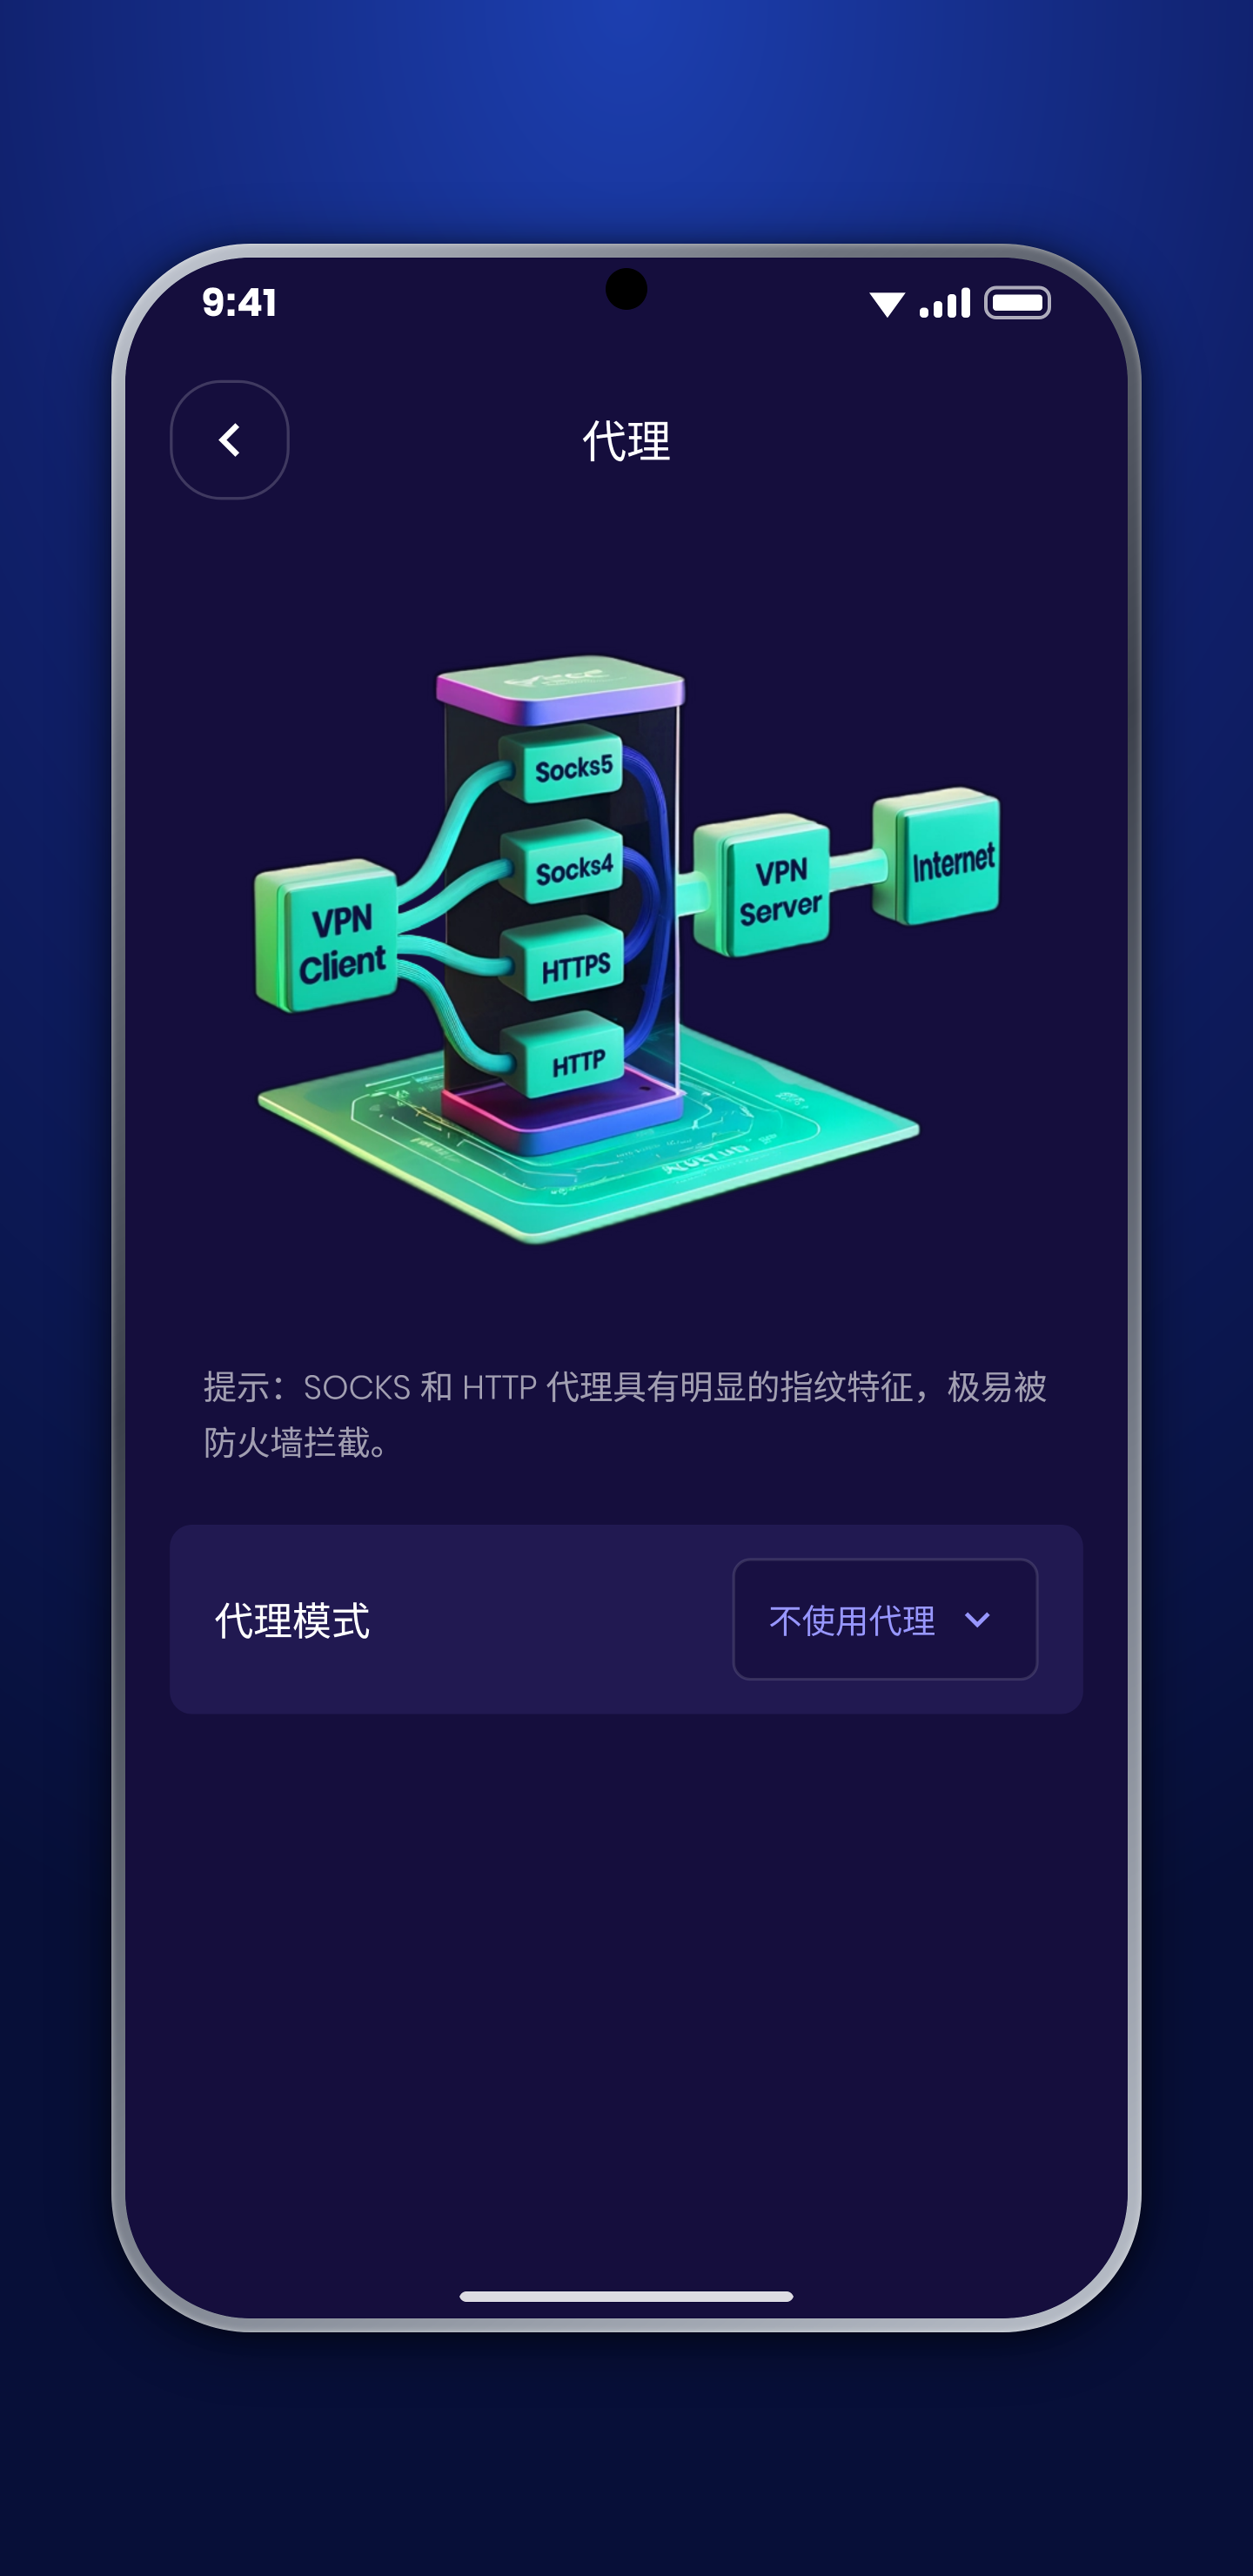 9:41
代理
Socks5
Socks4
HTTPS
HTTP
VPN
Client
VPN
Server
Internet
提示：SOCKS 和 HTTP 代理具有明显的指纹特征，极易被
防火墙拦截。
代理模式
不使用代理